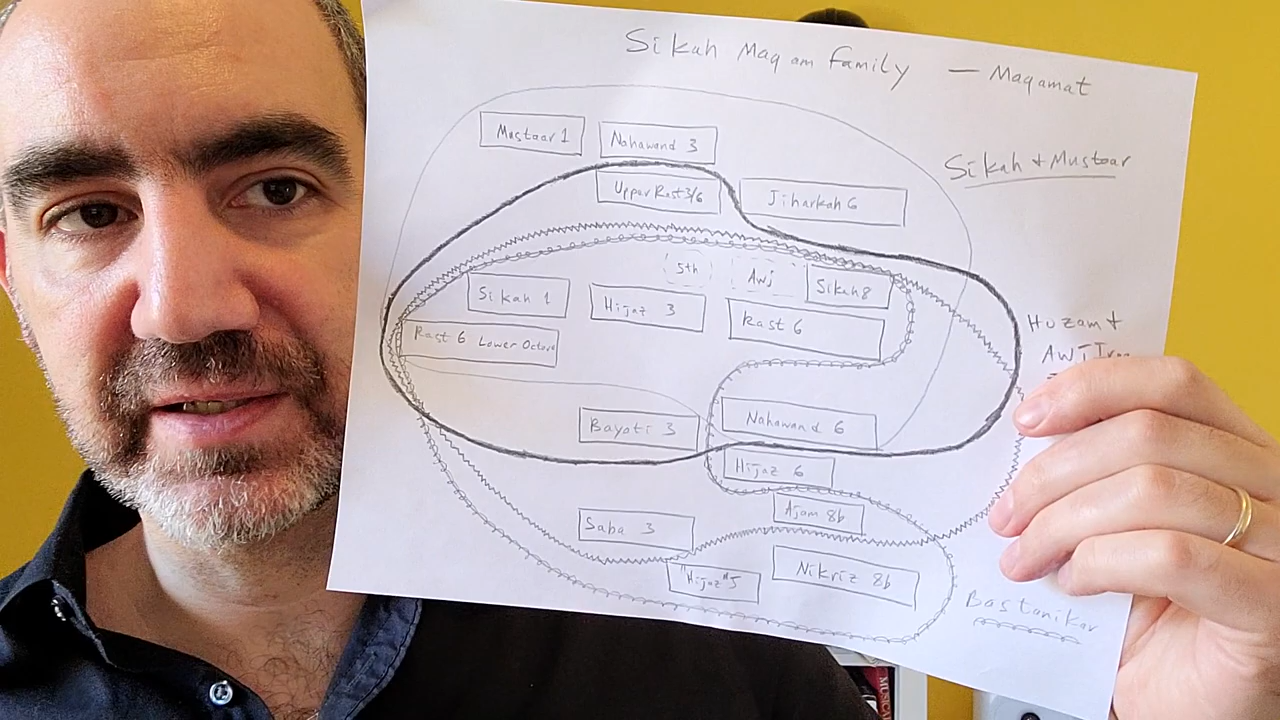 Sikah Maqam Family — Maqamat
Mustaar 1
Nahawand 3
Sikah + Mustaar
Upper Rast 3/6
Jiharkah 6
5th
Awj
Sikah 8
Sikah 1
Hijaz 3
Rast 6
Huzam +
Rast 6 Lower Octave
Awj
Bayati 3
Nahawand 6
Hijaz 6
Ajam 8b
Saba 3
"Hijaz" 5
Nikriz 8b
Bastanikar
MUSICA